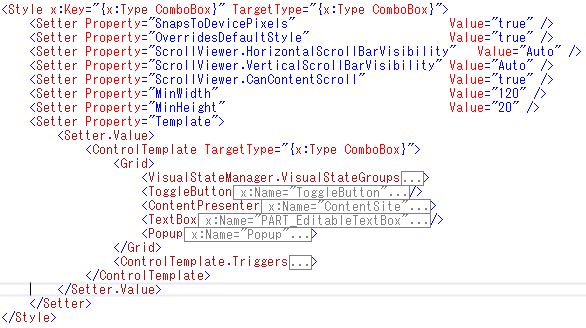 <Style x:Key="{x:Type ComboBox}" TargetType="{x:Type ComboBox}">
    <Setter Property="SnapsToDevicePixels"                       Value="true" />
    <Setter Property="OverridesDefaultStyle"                     Value="true" />
    <Setter Property="ScrollViewer.HorizontalScrollBarVisibility"   Value="Auto" />
    <Setter Property="ScrollViewer.VerticalScrollBarVisibility" Value="Auto" />
    <Setter Property="ScrollViewer.CanContentScroll"             Value="true" />
    <Setter Property="MinWidth"                                  Value="120" />
    <Setter Property="MinHeight"                                 Value="20" />
    <Setter Property="Template">
        <Setter.Value>
            <ControlTemplate TargetType="{x:Type ComboBox}">
                <Grid>
                    <VisualStateManager.VisualStateGroups...>
                    <ToggleButton x:Name="ToggleButton".../>
                    <ContentPresenter x:Name="ContentSite".../>
                    <TextBox x:Name="PART_EditableTextBox".../>
                    <Popup x:Name="Popup"...>
                </Grid>
                <ControlTemplate.Triggers...>
            </ControlTemplate>
        </Setter.Value>
    </Setter>
</Style>